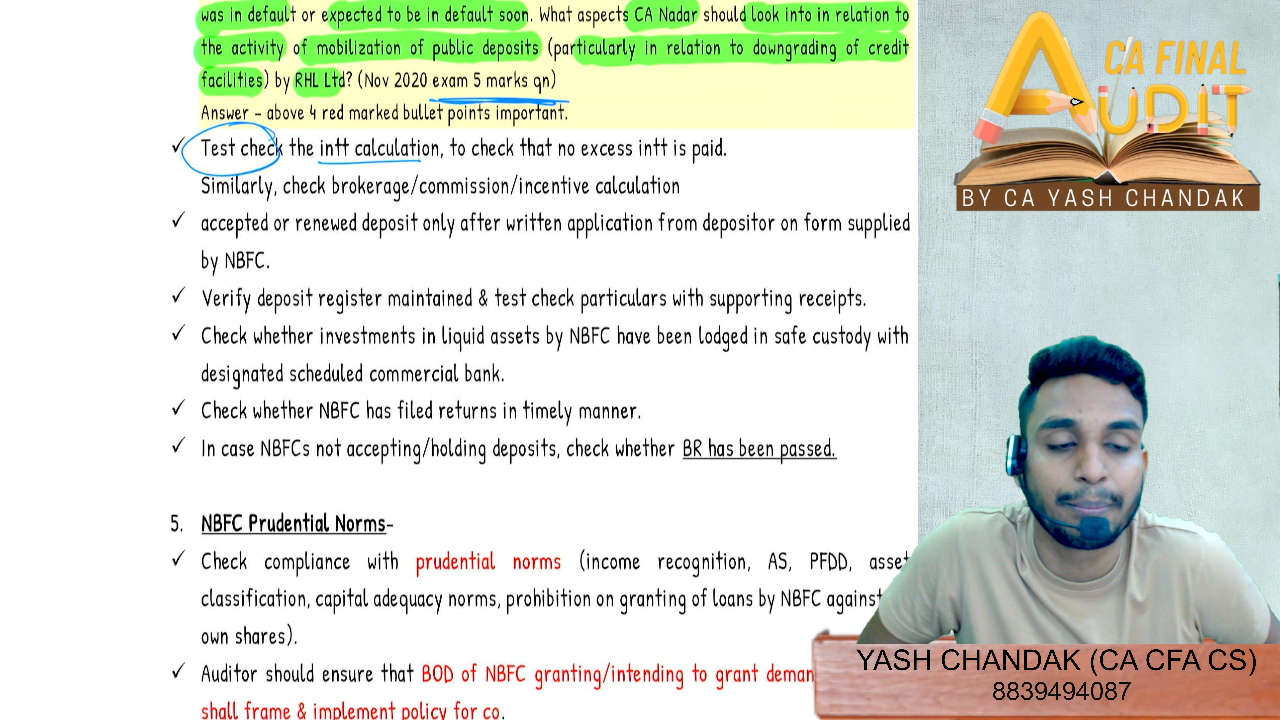 was in default or expected to be in default soon. What aspects CA Nadar should look into in relation to
the activity of mobilization of public deposits (particularly in relation to downgrading of credit
facilities) by RHL Ltd? (Nov 2020 exam 5 marks qn)
Answer – above 4 red marked bullet points important.
✓ Test check the intt calculation, to check that no excess intt is paid.
Similarly, check brokerage/commission/incentive calculation
✓ accepted or renewed deposit only after written application from depositor on form supplied
by NBFC.
✓ Verify deposit register maintained & test check particulars with supporting receipts.
✓ Check whether investments in liquid assets by NBFC have been lodged in safe custody with
designated scheduled commercial bank.
✓ Check whether NBFC has filed returns in timely manner.
✓ In case NBFCs not accepting/holding deposits, check whether BR has been passed.
5. NBFC Prudential Norms-
✓ Check compliance with prudential norms (income recognition, AS, PFDD, asset
classification, capital adequacy norms, prohibition on granting of loans by NBFC against
own shares).
✓ Auditor should ensure that BOD of NBFC granting/intending to grant
shall frame & implement policy for co.
CA FINAL
AUDIT
BY CA YASH CHANDAK
YASH CHANDAK (CA CFA CS)
8839494087